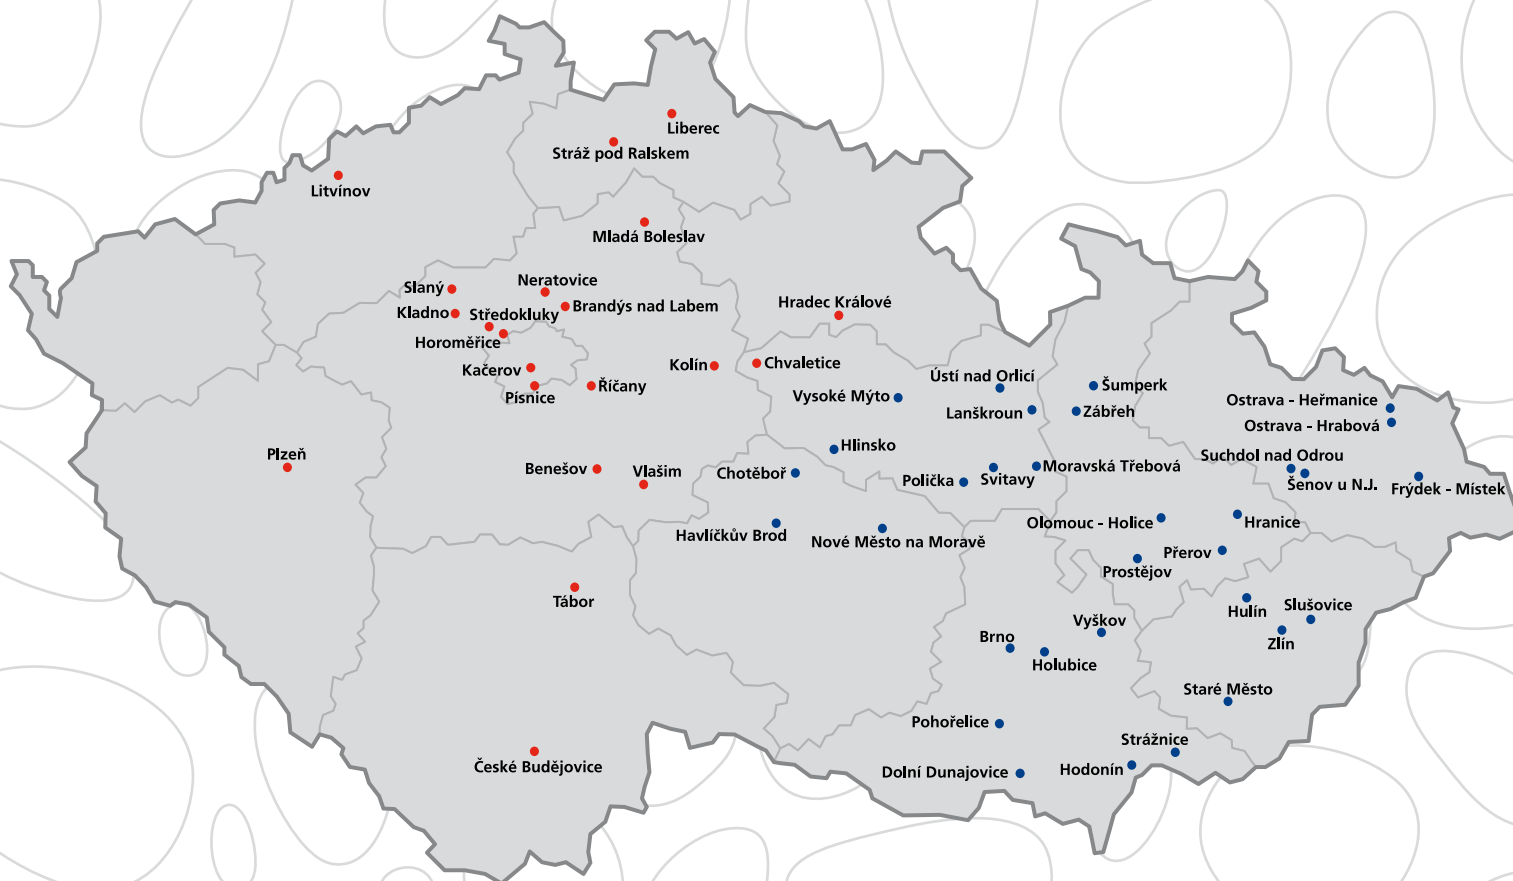 Liberec
Stráž pod Ralskem
Litvínov
Mladá Boleslav
Neratovice
Slaný
Brandýs nad Labem
Hradec Králové
Kladno
Středokluky
Horoměřice
Kolín
Chvaletice
Kačerov
Ústí nad Orlicí
Šumperk
Říčany
Písnice
Vysoké Mýto
Ostrava - Heřmanice
Lanškroun
Zábřeh
Ostrava - Hrabová
Hlinsko
Plzeň
Suchdol nad Odrou
Benešov
Vlašim
Chotěboř
Moravská Třebová
Polička
Svitavy
Šenov u N.J.
Frýdek - Místek
Olomouc - Holice
Hranice
Havlíčkův Brod
Nové Město na Moravě
Přerov
Prostějov
Tábor
Hulín
Slušovice
Vyškov
Brno
Zlín
Holubice
Staré Město
Pohořelice
Strážnice
České Budějovice
Dolní Dunajovice
Hodonín